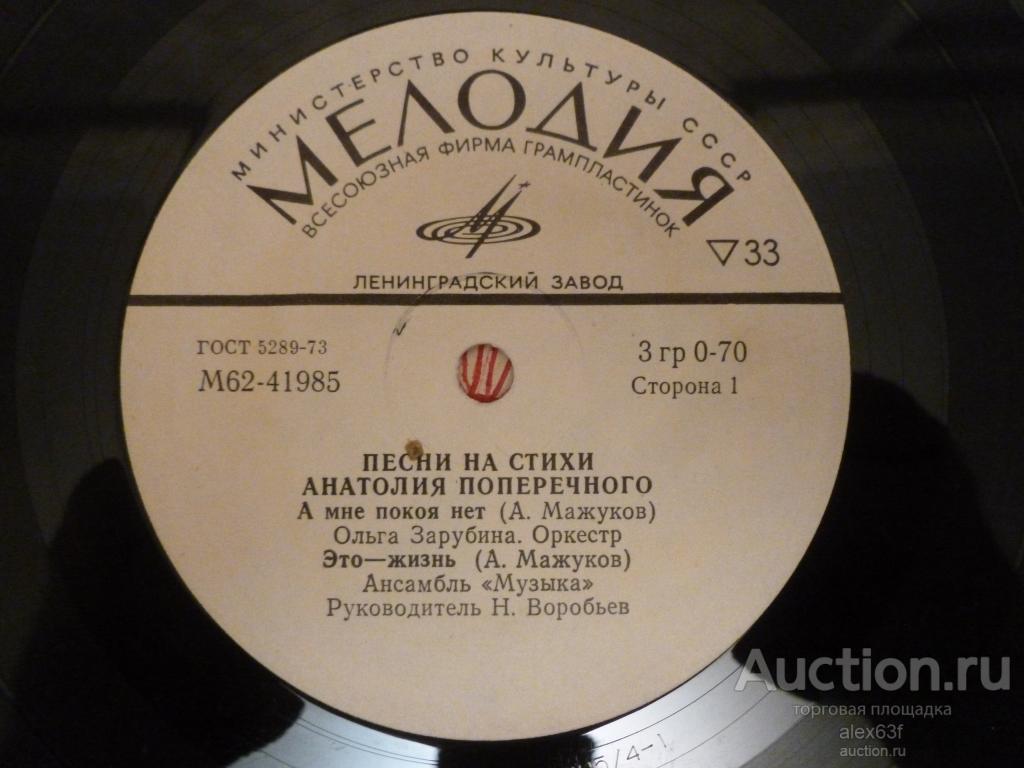 МИНИСТЕРСТВО КУЛЬТУРЫ СССР
МЕЛОДИЯ
ВСЕСОЮЗНАЯ ФИРМА ГРАМПЛАСТИНОК
▽33
ЛЕНИНГРАДСКИЙ ЗАВОД
ГОСТ 5289-73
М62-41985
3 гр 0-70
Сторона 1
ПЕСНИ НА СТИХИ
АНАТОЛИЯ ПОПЕРЕЧНОГО
А мне покоя нет (А. Мажуков)
Ольга Зарубина. Оркестр
Это—жизнь (А. Мажуков)
Ансамбль «Музыка»
Руководитель Н. Воробьев
Auction.ru
торговая площадка
alex63f
auction.ru